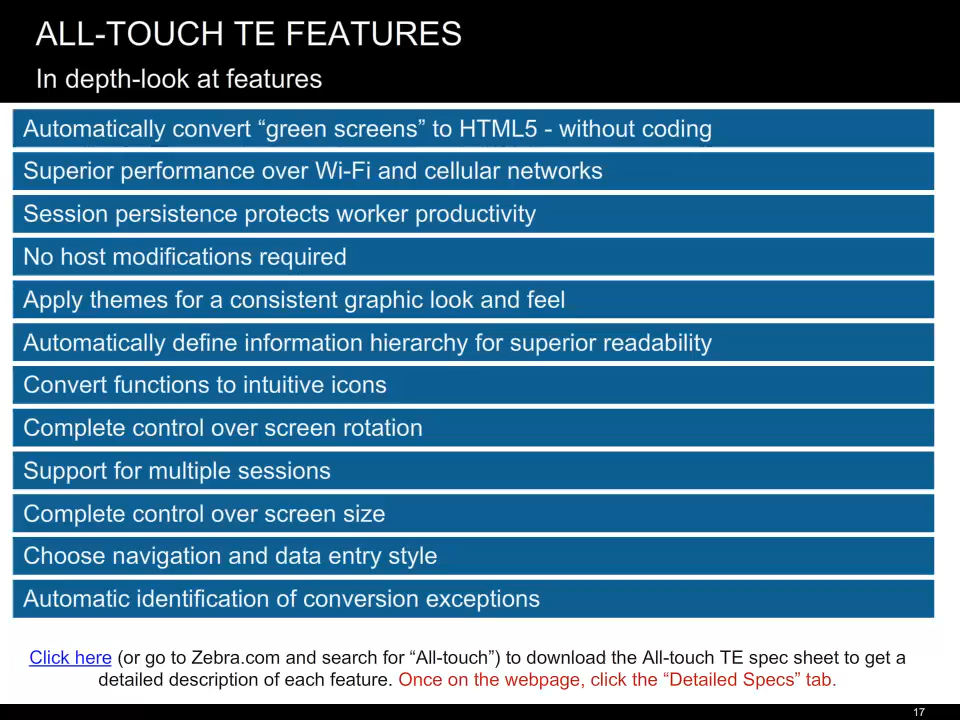 ALL-TOUCH TE FEATURES
In depth-look at features
Automatically convert “green screens” to HTML5 - without coding
Superior performance over Wi-Fi and cellular networks
Session persistence protects worker productivity
No host modifications required
Apply themes for a consistent graphic look and feel
Automatically define information hierarchy for superior readability
Convert functions to intuitive icons
Complete control over screen rotation
Support for multiple sessions
Complete control over screen size
Choose navigation and data entry style
Automatic identification of conversion exceptions
Click here (or go to Zebra.com and search for “All-touch”) to download the All-touch TE spec sheet to get a
detailed description of each feature. Once on the webpage, click the “Detailed Specs” tab.
17